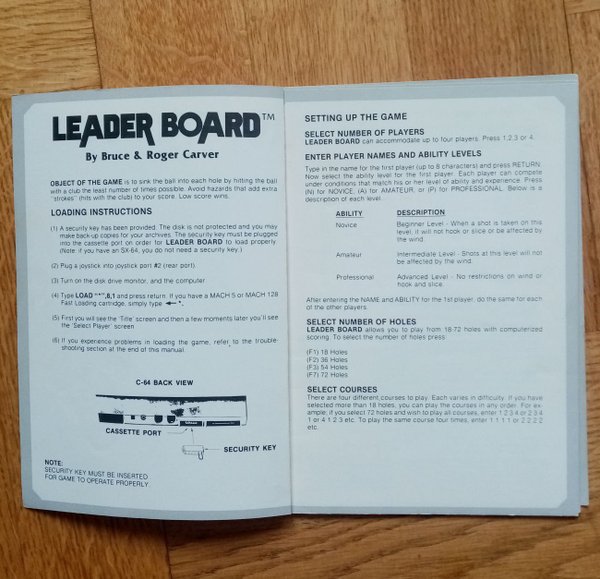 LEADER BOARD™
By Bruce & Roger Carver
OBJECT OF THE GAME is to sink the ball into each hole by hitting the ball
with a club the least number of times possible. Avoid hazards that add extra
"strokes" (hits with the club) to your score. Low score wins.
LOADING INSTRUCTIONS
(1) A security key has been provided. The disk is not protected and you may
make back-up copies for your archives. The security key must be plugged
into the cassette port on order for LEADER BOARD to load properly.
(Note: if you have an SX-64, you do not need a security key.)
(2) Plug a joystick into joystick port #2 (rear port).
(3) Turn on the disk drive monitor, and the computer.
(4) Type LOAD "*",8,1 and press return. If you have a MACH 5 or MACH 128
Fast Loading cartridge, simply type ← *.
(5) First you will see the 'Title' screen and then a few moments later you'll see
the 'Select Player' screen
(6) If you experience problems in loading the game, refer to the trouble-
shooting section at the end of this manual.
C-64 BACK VIEW
CASSETTE PORT
SECURITY KEY
NOTE:
SECURITY KEY MUST BE INSERTED
FOR GAME TO OPERATE PROPERLY.
SETTING UP THE GAME
SELECT NUMBER OF PLAYERS
LEADER BOARD can accommodate up to four players. Press 1,2,3 or 4.
ENTER PLAYER NAMES AND ABILITY LEVELS
Type in the name for the first player (up to 8 characters) and press RETURN.
Now select the ability level for the first player. Each player can compete
under conditions that match his or her level of ability and experience. Press
(N) for NOVICE, (A) for AMATEUR, or (P) for PROFESSIONAL. Below is a
description of each level.
ABILITY DESCRIPTION
Novice Beginner Level - When a shot is taken on this
level, it will not hook or slice or be affected by
the wind.
Amateur Intermediate Level - Shots at this level will not
be affected by the wind.
Professional Advanced Level - No restrictions on wind or
hook and slice.
After entering the NAME and ABILITY for the 1st player, do the same for each
of the other players.
SELECT NUMBER OF HOLES
LEADER BOARD allows you to play from 18-72 holes with computerized
scoring. To select the number of holes press:
(F1) 18 Holes
(F2) 36 Holes
(F3) 54 Holes
(F7) 72 Holes
SELECT COURSES
There are four different courses to play. Each varies in difficulty. If you have
selected more than 18 holes, you can play the courses in any order. For ex-
ample; if you select 72 holes and wish to play all courses, enter 1 2 3 4 or 2 3 4
1 or 4 1 2 3 etc. To play the same course four times, enter 1 1 1 1 or 2 2 2 2
etc.